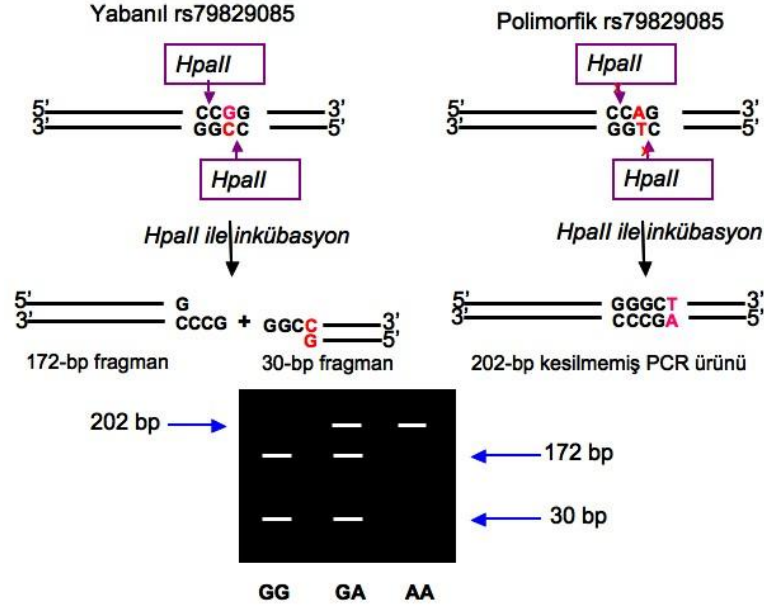 Yabanıl rs79829085
Polimorfik rs79829085
HpaII
HpaII
5’ CCGG 3’
3’ GGCC 5’
5’ CCAG 3’
3’ GGTC 5’
x
x
HpaII
HpaII
HpaII ile inkübasyon
HpaII ile inkübasyon
5’ G
3’ CCCG + GGCC 3’
G 5’
5’ GGGCT 3’
3’ CCCGA 5’
172-bp fragman
30-bp fragman
202-bp kesilmemiş PCR ürünü
202 bp
172 bp
30 bp
GG GA AA